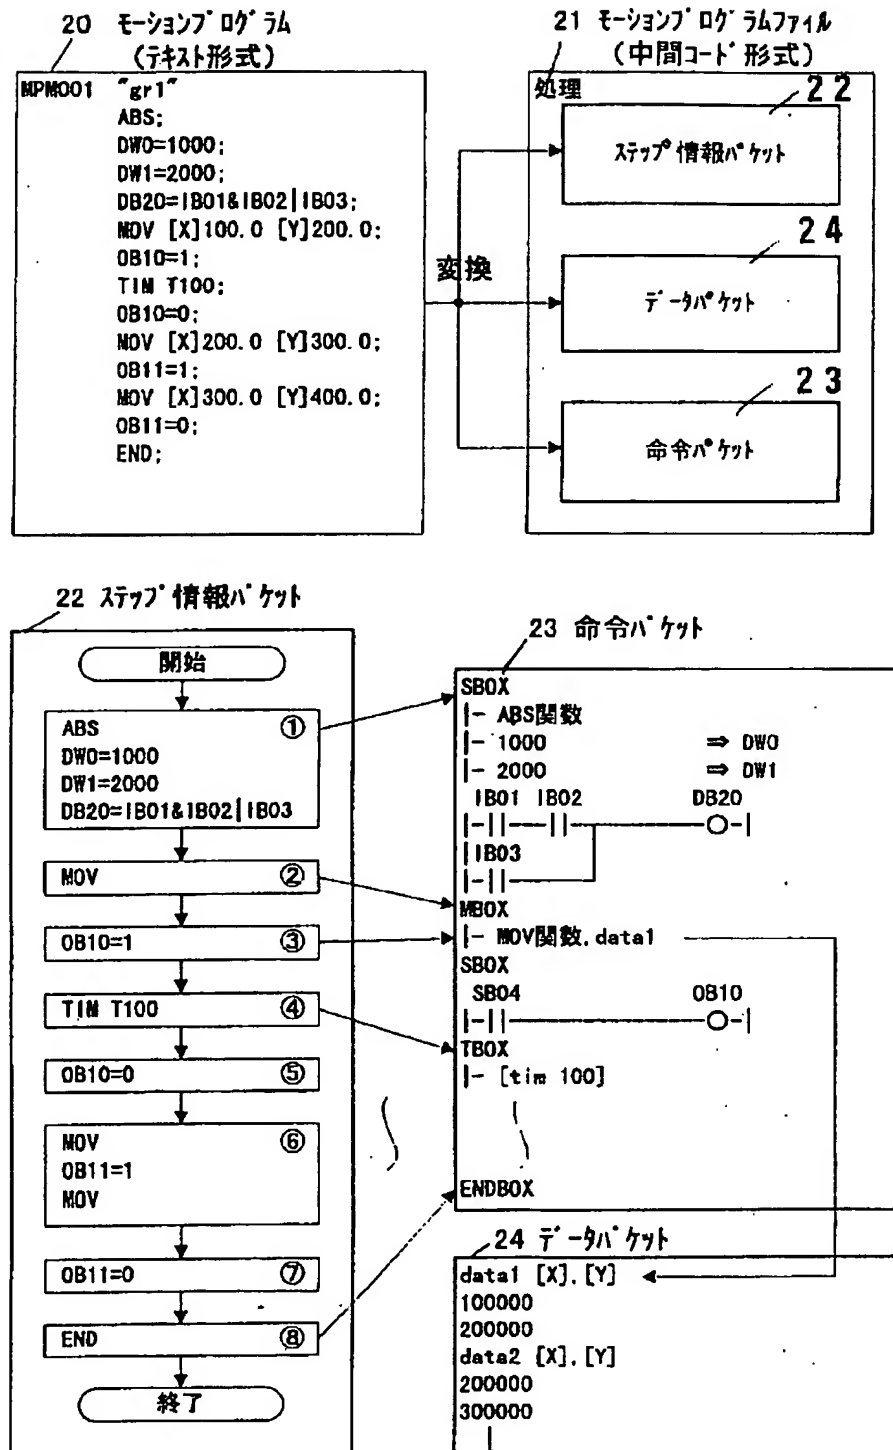 20 モーションプログラム
(テキスト形式)
MPM001 "gr1"
ABS;
DW0=1000;
DW1=2000;
DB20=IB01&IB02|IB03;
MOV [X]100.0 [Y]200.0;
OB10=1;
TIM T100;
OB10=0;
MOV [X]200.0 [Y]300.0;
OB11=1;
MOV [X]300.0 [Y]400.0;
OB11=0;
END;
変換
21 モーションプログラムファイル
(中間コード形式)
処理
22
ステップ情報パケット
24
データパケット
23
命令パケット
22 ステップ情報パケット
開始
ABS ①
DW0=1000
DW1=2000
DB20=IB01&IB02|IB03
MOV ②
OB10=1 ③
TIM T100 ④
OB10=0 ⑤
MOV ⑥
OB11=1
MOV
OB11=0 ⑦
END ⑧
終了
23 命令パケット
SBOX
|- ABS関数
|- 1000 ⇒ DW0
|- 2000 ⇒ DW1
IB01 IB02 DB20
IB03
MBOX
|- MOV関数,data1
SBOX
SB04 OB10
TBOX
|- [tim 100]
ENDBOX
24 データパケット
data1 [X],[Y]
100000
200000
data2 [X],[Y]
200000
300000